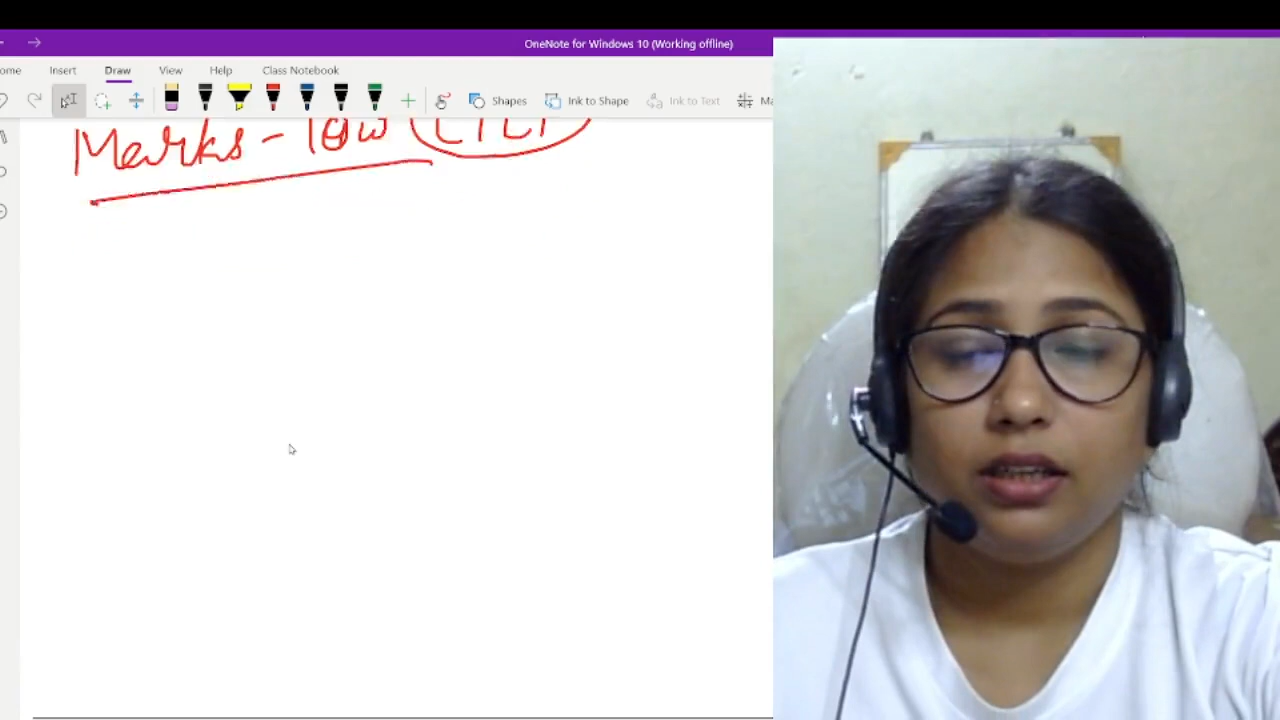 OneNote for Windows 10 (Working offline)
Insert Draw View Help Class Notebook
Shapes Ink to Shape Ink to Text
Marks - low